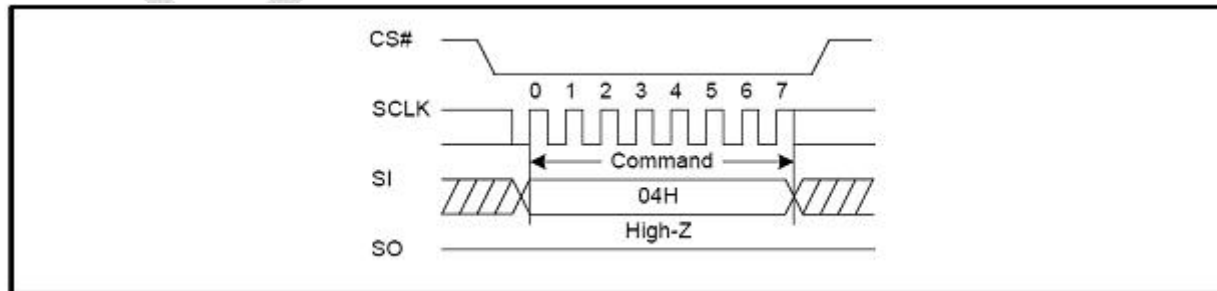 CS#
0 1 2 3 4 5 6 7
SCLK
Command
SI
04H
High-Z
SO